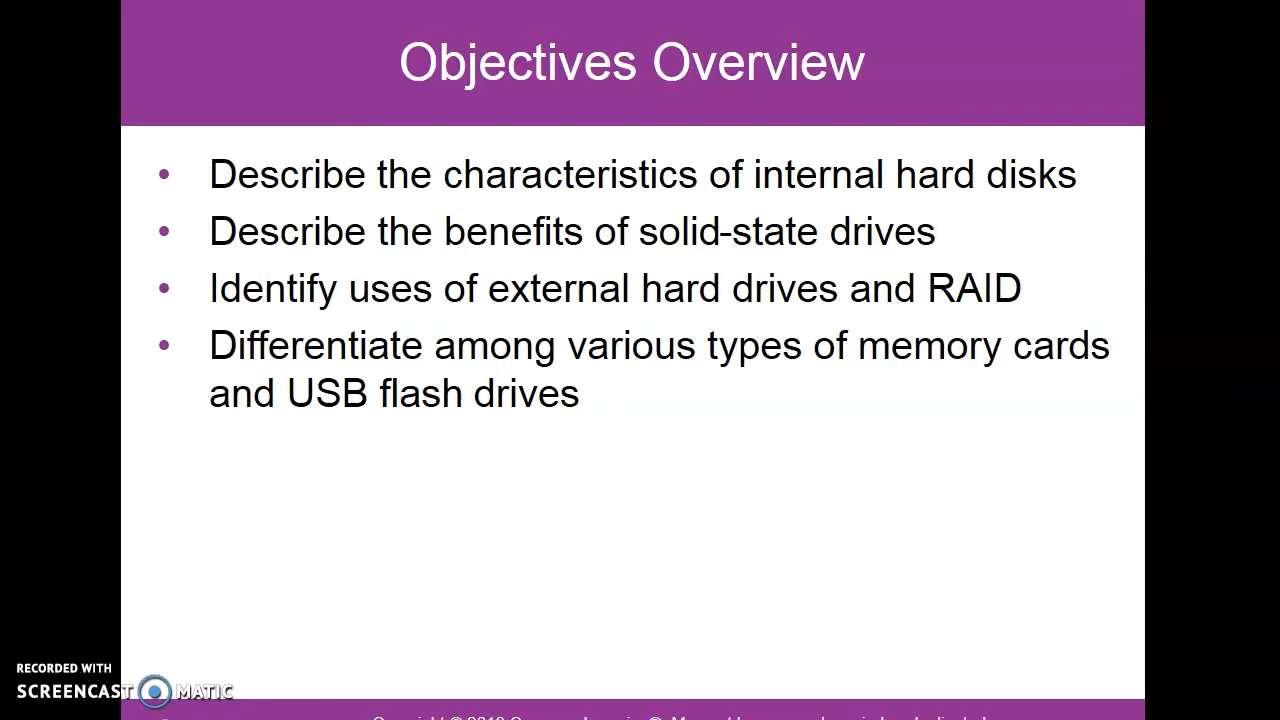 Objectives Overview
• Describe the characteristics of internal hard disks
• Describe the benefits of solid-state drives
• Identify uses of external hard drives and RAID
• Differentiate among various types of memory cards
and USB flash drives
RECORDED WITH
SCREENCAST MATIC